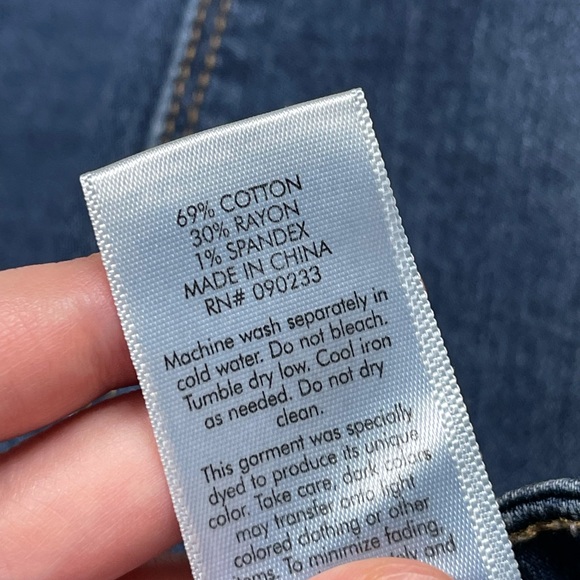 69% COTTON
30% RAYON
1% SPANDEX
MADE IN CHINA
RN# 090233
Machine wash separately in
cold water. Do not bleach.
Tumble dry low. Cool iron
as needed. Do not dry
clean.
This garment was specially
dyed to produce its unique
color. Take care, dark colors
may transfer onto light
colored clothing or other
items. To minimize fading,
and